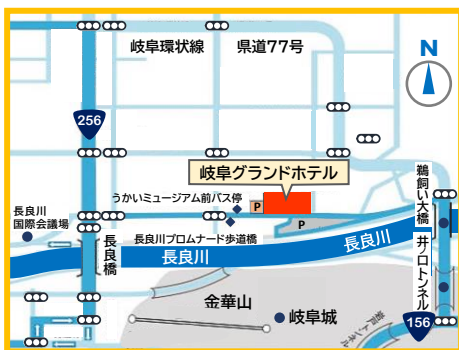 岐阜環状線 県道77号
N
256
岐阜グランドホテル
うかいミュージアム前バス停
P
P
長良川
国際会議場
長良橋
長良川プロムナード歩道橋
長良川
長良川
鵜飼い大橋
井ノ口トンネル
金華山
岐阜城
156